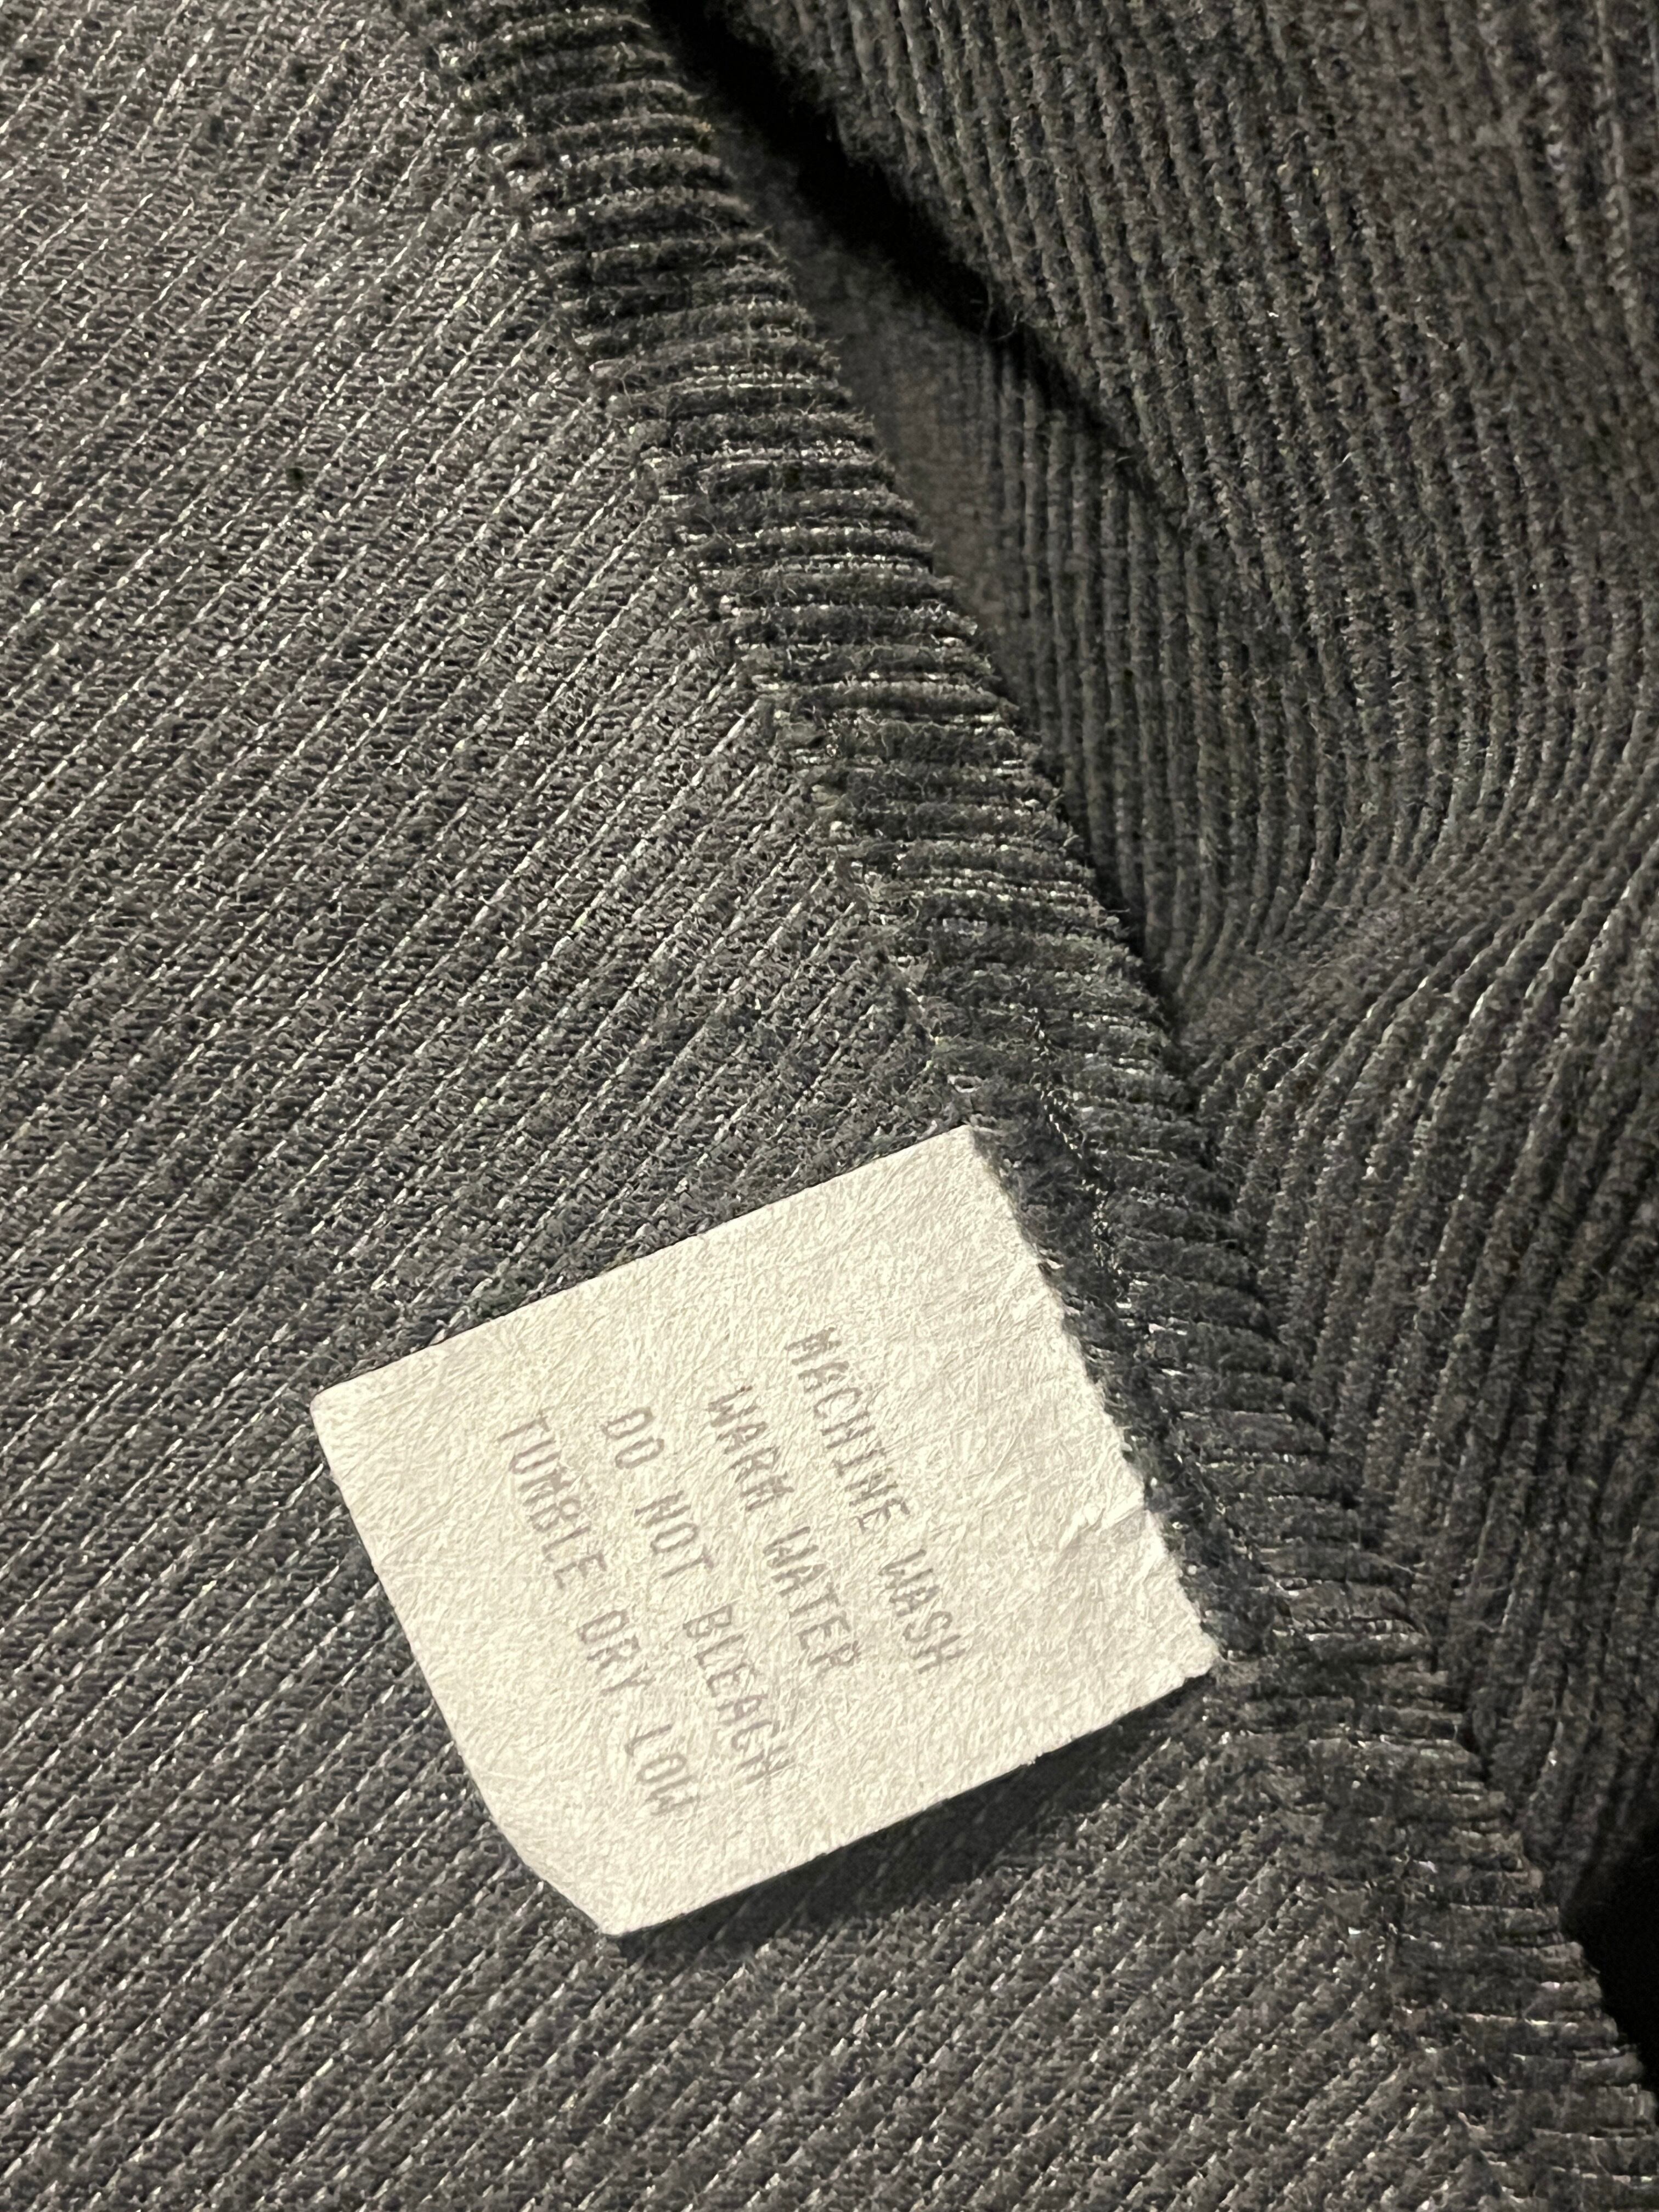 MACHINE WASH
WARM WATER
DO NOT BLEACH
TUMBLE DRY LOW